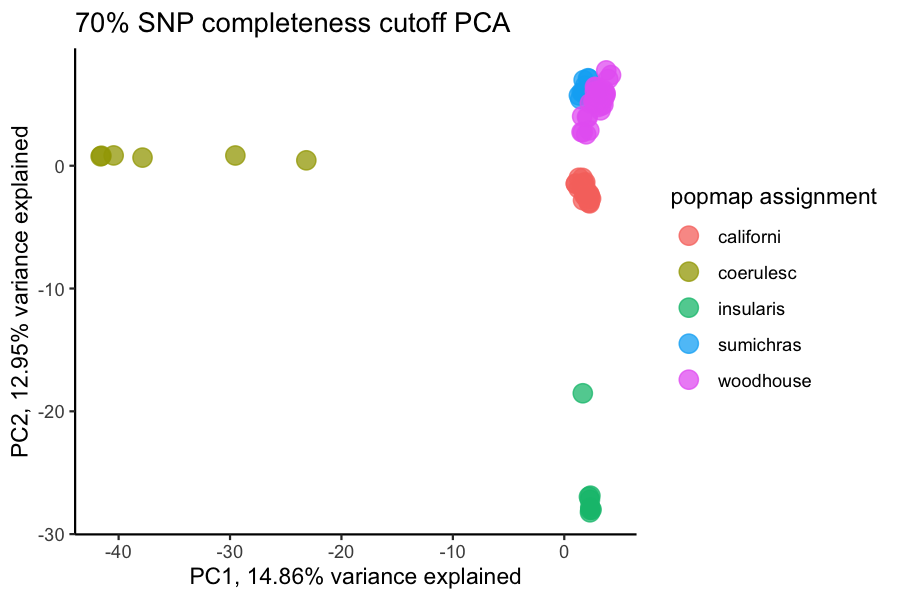 70% SNP completeness cutoff PCA
PC2, 12.95% variance explained
0
-10
-20
-30
-40
-30
-20
-10
0
PC1, 14.86% variance explained
popmap assignment
californi
coerulesc
insularis
sumichras
woodhouse